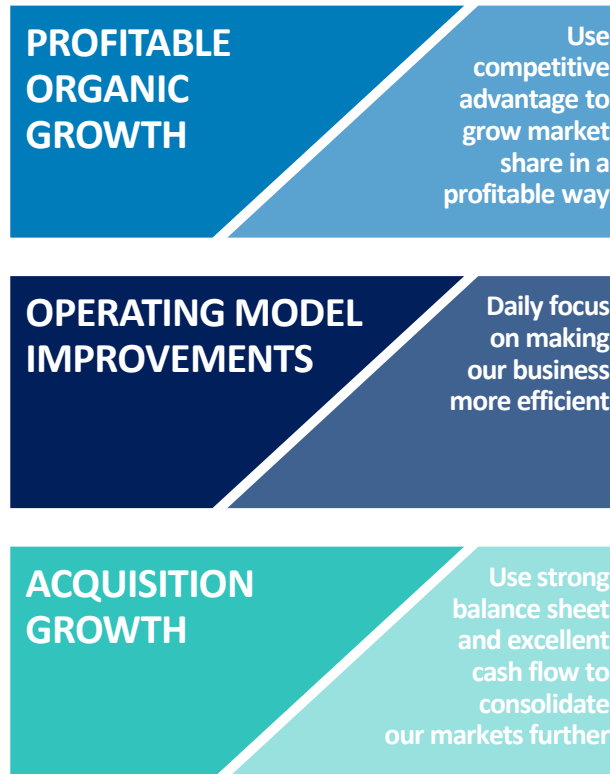 PROFITABLE
ORGANIC
GROWTH
Use
competitive
advantage to
grow market
share in a
profitable way
OPERATING MODEL
IMPROVEMENTS
Daily focus
on making
our business
more efficient
ACQUISITION
GROWTH
Use strong
balance sheet
and excellent
cash flow to
consolidate
our markets further